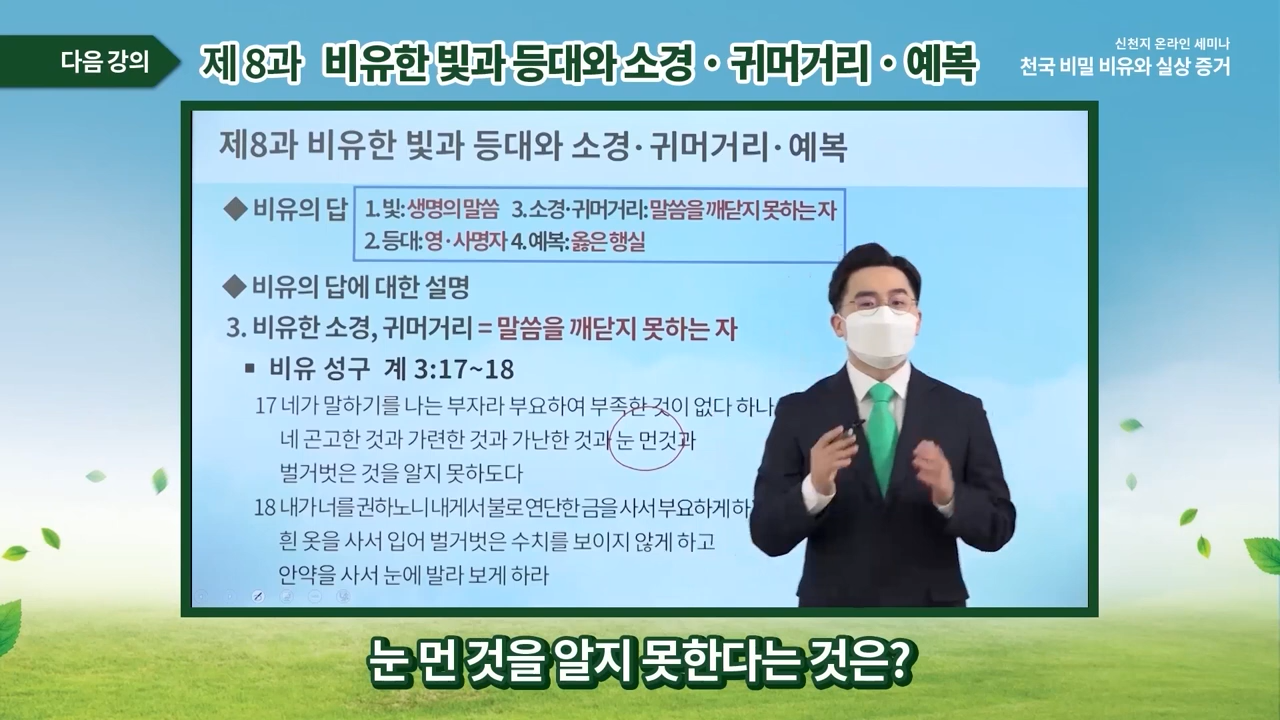 다음 강의
제 8과 비유한 빛과 등대와 소경・귀머거리・예복
신천지 온라인 세미나
천국 비밀 비유와 실상 증거
제8과 비유한 빛과 등대와 소경·귀머거리·예복
◆ 비유의 답
1. 빛: 생명의 말씀 3. 소경·귀머거리: 말씀을 깨닫지 못하는 자
2. 등대: 영·사명자 4. 예복: 옳은 행실
◆ 비유의 답에 대한 설명
3. 비유한 소경, 귀머거리 = 말씀을 깨닫지 못하는 자
▪ 비유 성구 계 3:17~18
17 네가 말하기를 나는 부자라 부요하여 부족한 것이 없다 하나
네 곤고한 것과 가련한 것과 가난한 것과 눈 먼것과
벌거벗은 것을 알지 못하도다
18 내가 너를 권하노니 내게서 불로 연단한 금을 사서 부요하게 하
흰 옷을 사서 입어 벌거벗은 수치를 보이지 않게 하고
안약을 사서 눈에 발라 보게 하라
눈 먼 것을 알지 못한다는 것은?